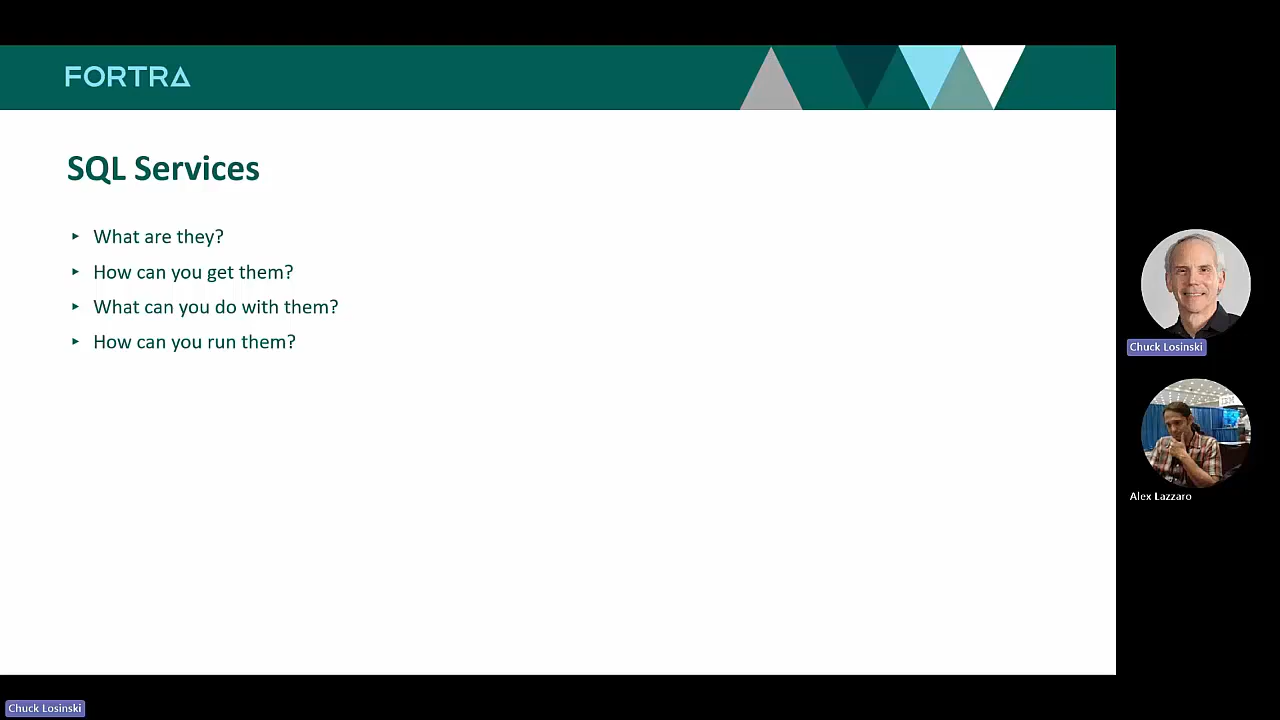 FORTRA
SQL Services
What are they?
How can you get them?
What can you do with them?
How can you run them?
Chuck Losinski
Alex Lazzaro
Chuck Losinski